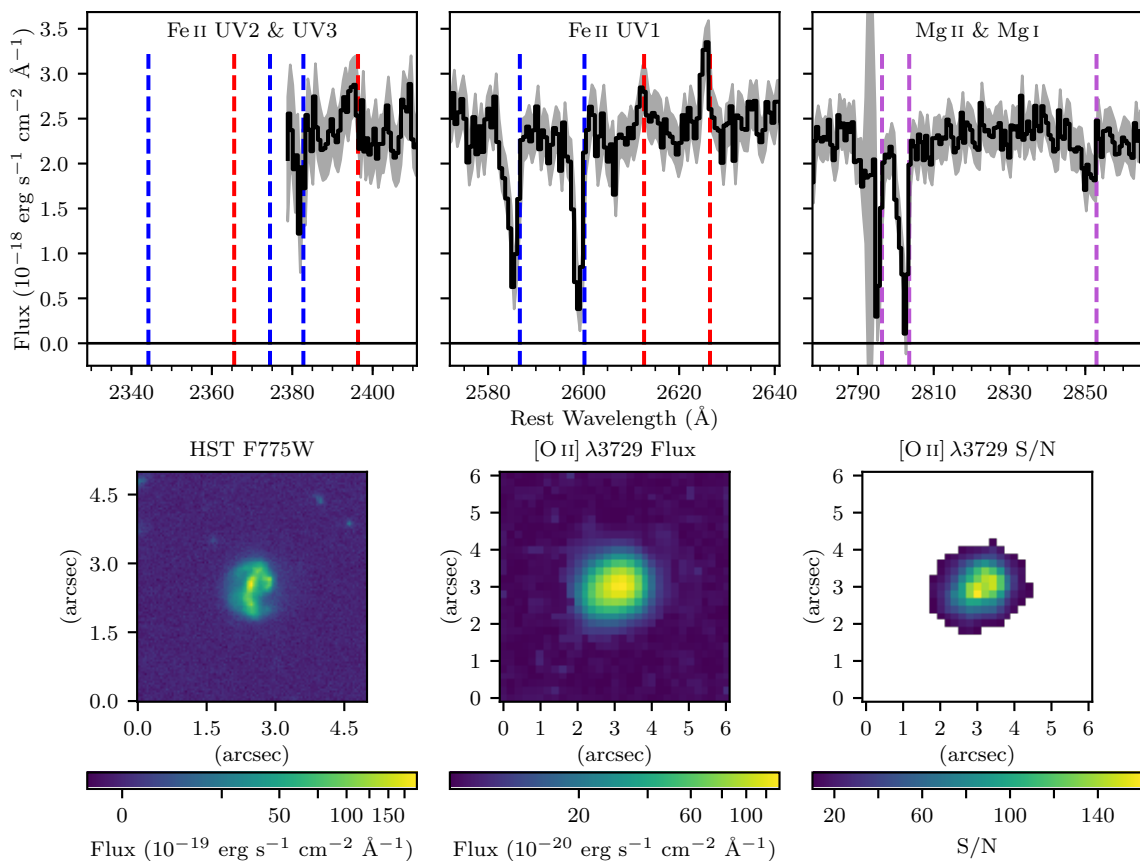 Fe II UV2 & UV3
Fe II UV1
Mg II & Mg I
Flux (10⁻¹⁸ erg s⁻¹ cm⁻² Å⁻¹)
3.5
3.0
2.5
2.0
1.5
1.0
0.5
0.0
2340 2360 2380 2400
2580 2600 2620 2640
2790 2810 2830 2850
Rest Wavelength (Å)
HST F775W
(arcsec)
4.5
3.0
1.5
0.0
0.0 1.5 3.0 4.5
(arcsec)
0 50 100 150
Flux (10⁻¹⁹ erg s⁻¹ cm⁻² Å⁻¹)
[O II] λ3729 Flux
(arcsec)
6
5
4
3
2
1
0
0 1 2 3 4 5 6
(arcsec)
20 60 100
Flux (10⁻²⁰ erg s⁻¹ cm⁻² Å⁻¹)
[O II] λ3729 S/N
(arcsec)
6
5
4
3
2
1
0
0 1 2 3 4 5 6
(arcsec)
20 60 100 140
S/N